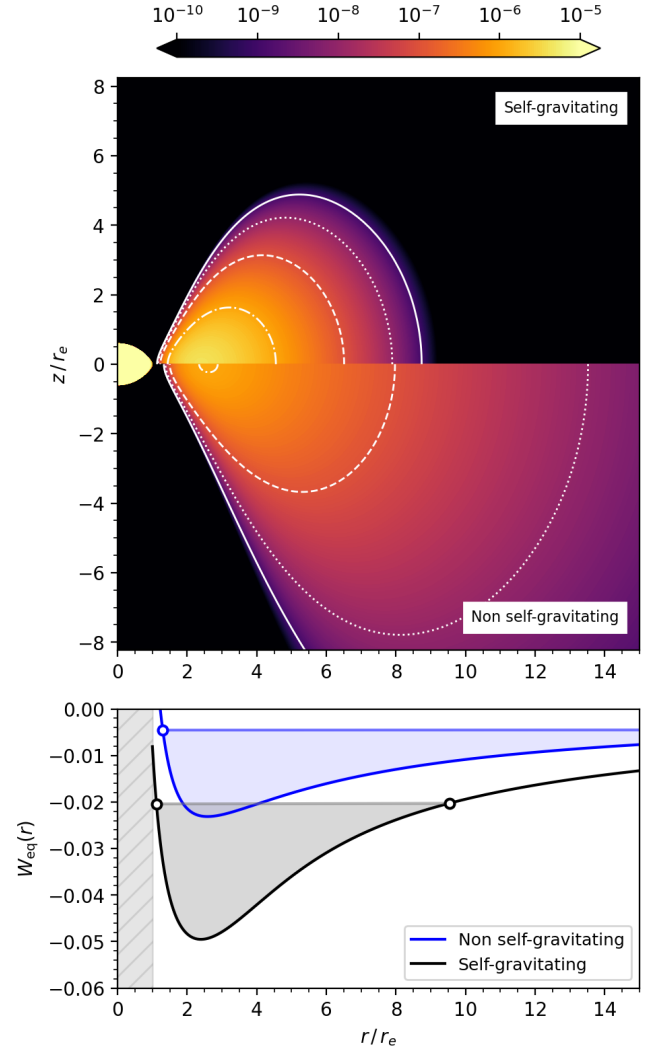 10⁻¹⁰ 10⁻⁹ 10⁻⁸ 10⁻⁷ 10⁻⁶ 10⁻⁵
Self-gravitating
8
6
4
2
0
−2
−4
−6
−8
z / r_e
Non self-gravitating
0 2 4 6 8 10 12 14
0.00
−0.01
−0.02
−0.03
−0.04
−0.05
−0.06
W_eq(r)
Non self-gravitating
Self-gravitating
0 2 4 6 8 10 12 14
r / r_e